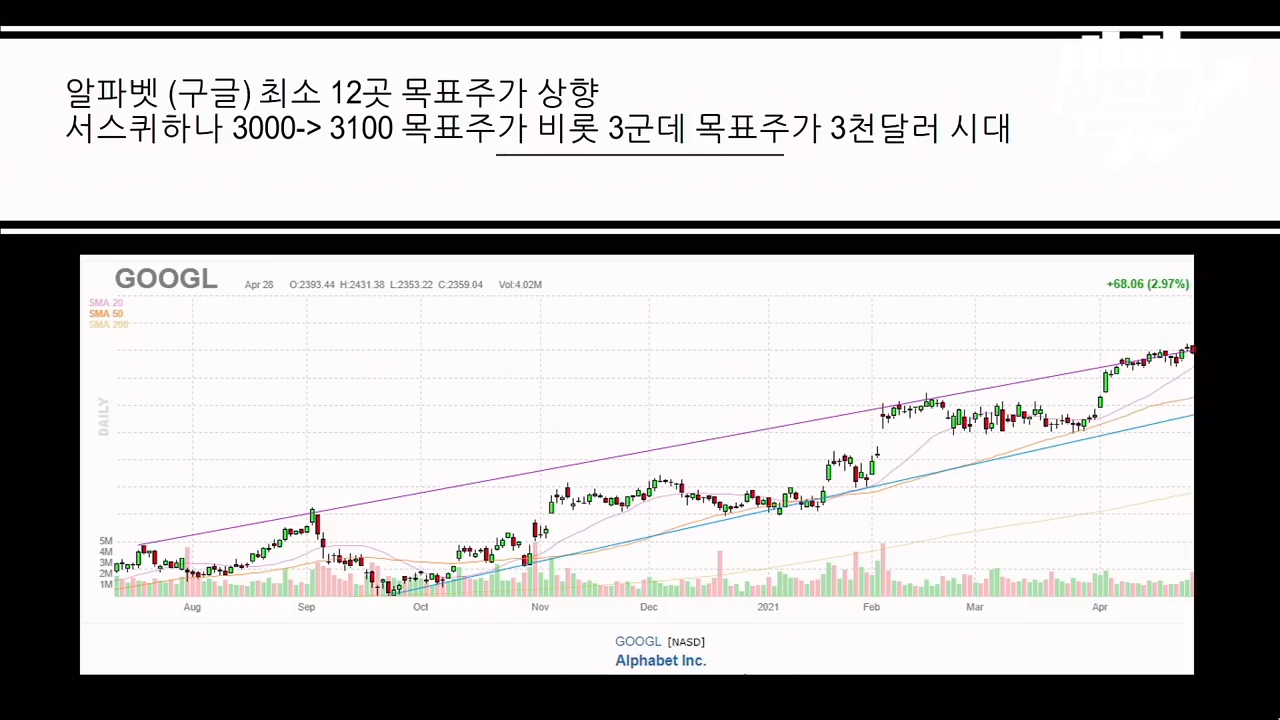 알파벳 (구글) 최소 12곳 목표주가 상향
서스퀴하나 3000-> 3100 목표주가 비롯 3군데 목표주가 3천달러 시대
삼프로
GOOGL Apr 28 O:2393.44 H:2431.38 L:2353.22 C:2359.04 Vol:4.02M +68.06 (2.97%)
SMA 20
SMA 50
SMA 200
DAILY
5M
4M
3M
2M
1M
Aug Sep Oct Nov Dec 2021 Feb Mar Apr
GOOGL [NASD]
Alphabet Inc.